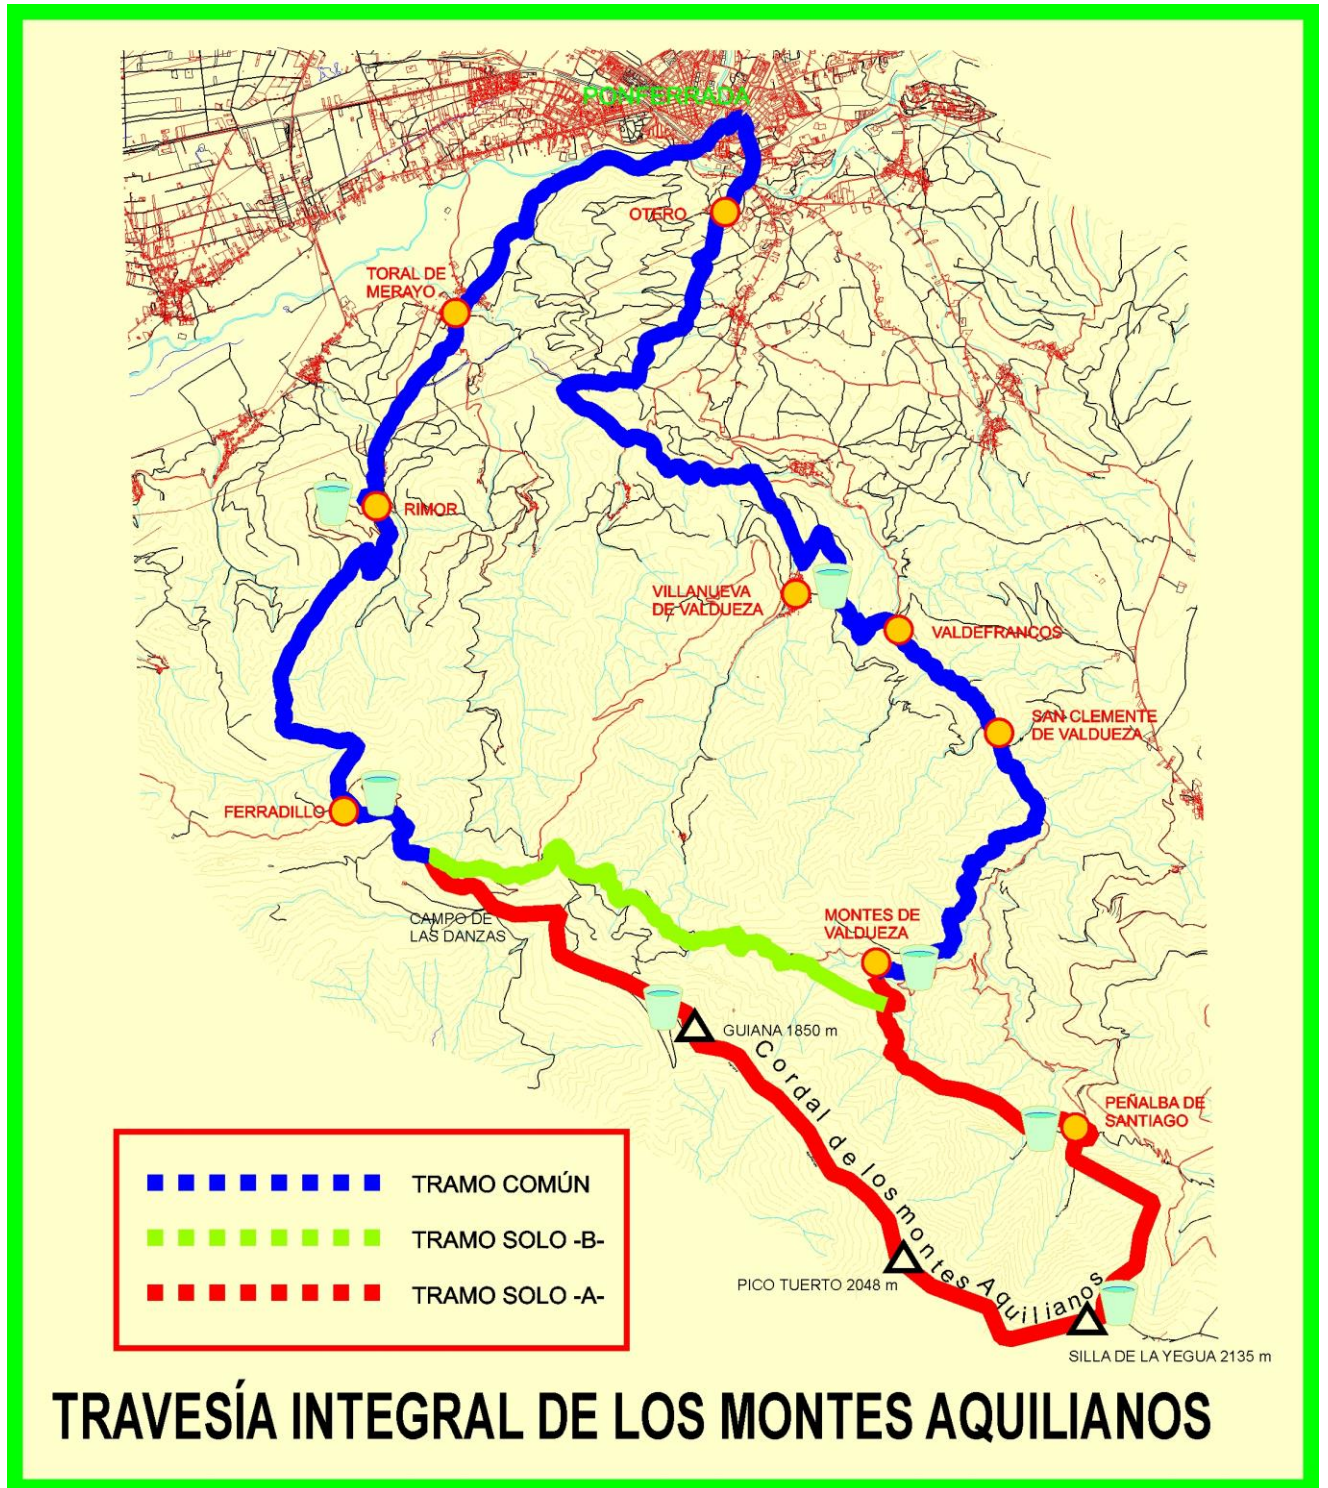 PONFERRADA
OTERO
TORAL DE
MERAYO
RIMOR
VILLANUEVA
DE VALDUEZA
VALDEFRANCOS
SAN CLEMENTE
DE VALDUEZA
FERRADILLO
CAMPO DE
LAS DANZAS
MONTES DE
VALDUEZA
GUIANA 1850 m
Cordal de los montes Aquilianos
PEÑALBA DE
SANTIAGO
PICO TUERTO 2048 m
SILLA DE LA YEGUA 2135 m
TRAMO COMÚN
TRAMO SOLO -B-
TRAMO SOLO -A-
TRAVESÍA INTEGRAL DE LOS MONTES AQUILIANOS